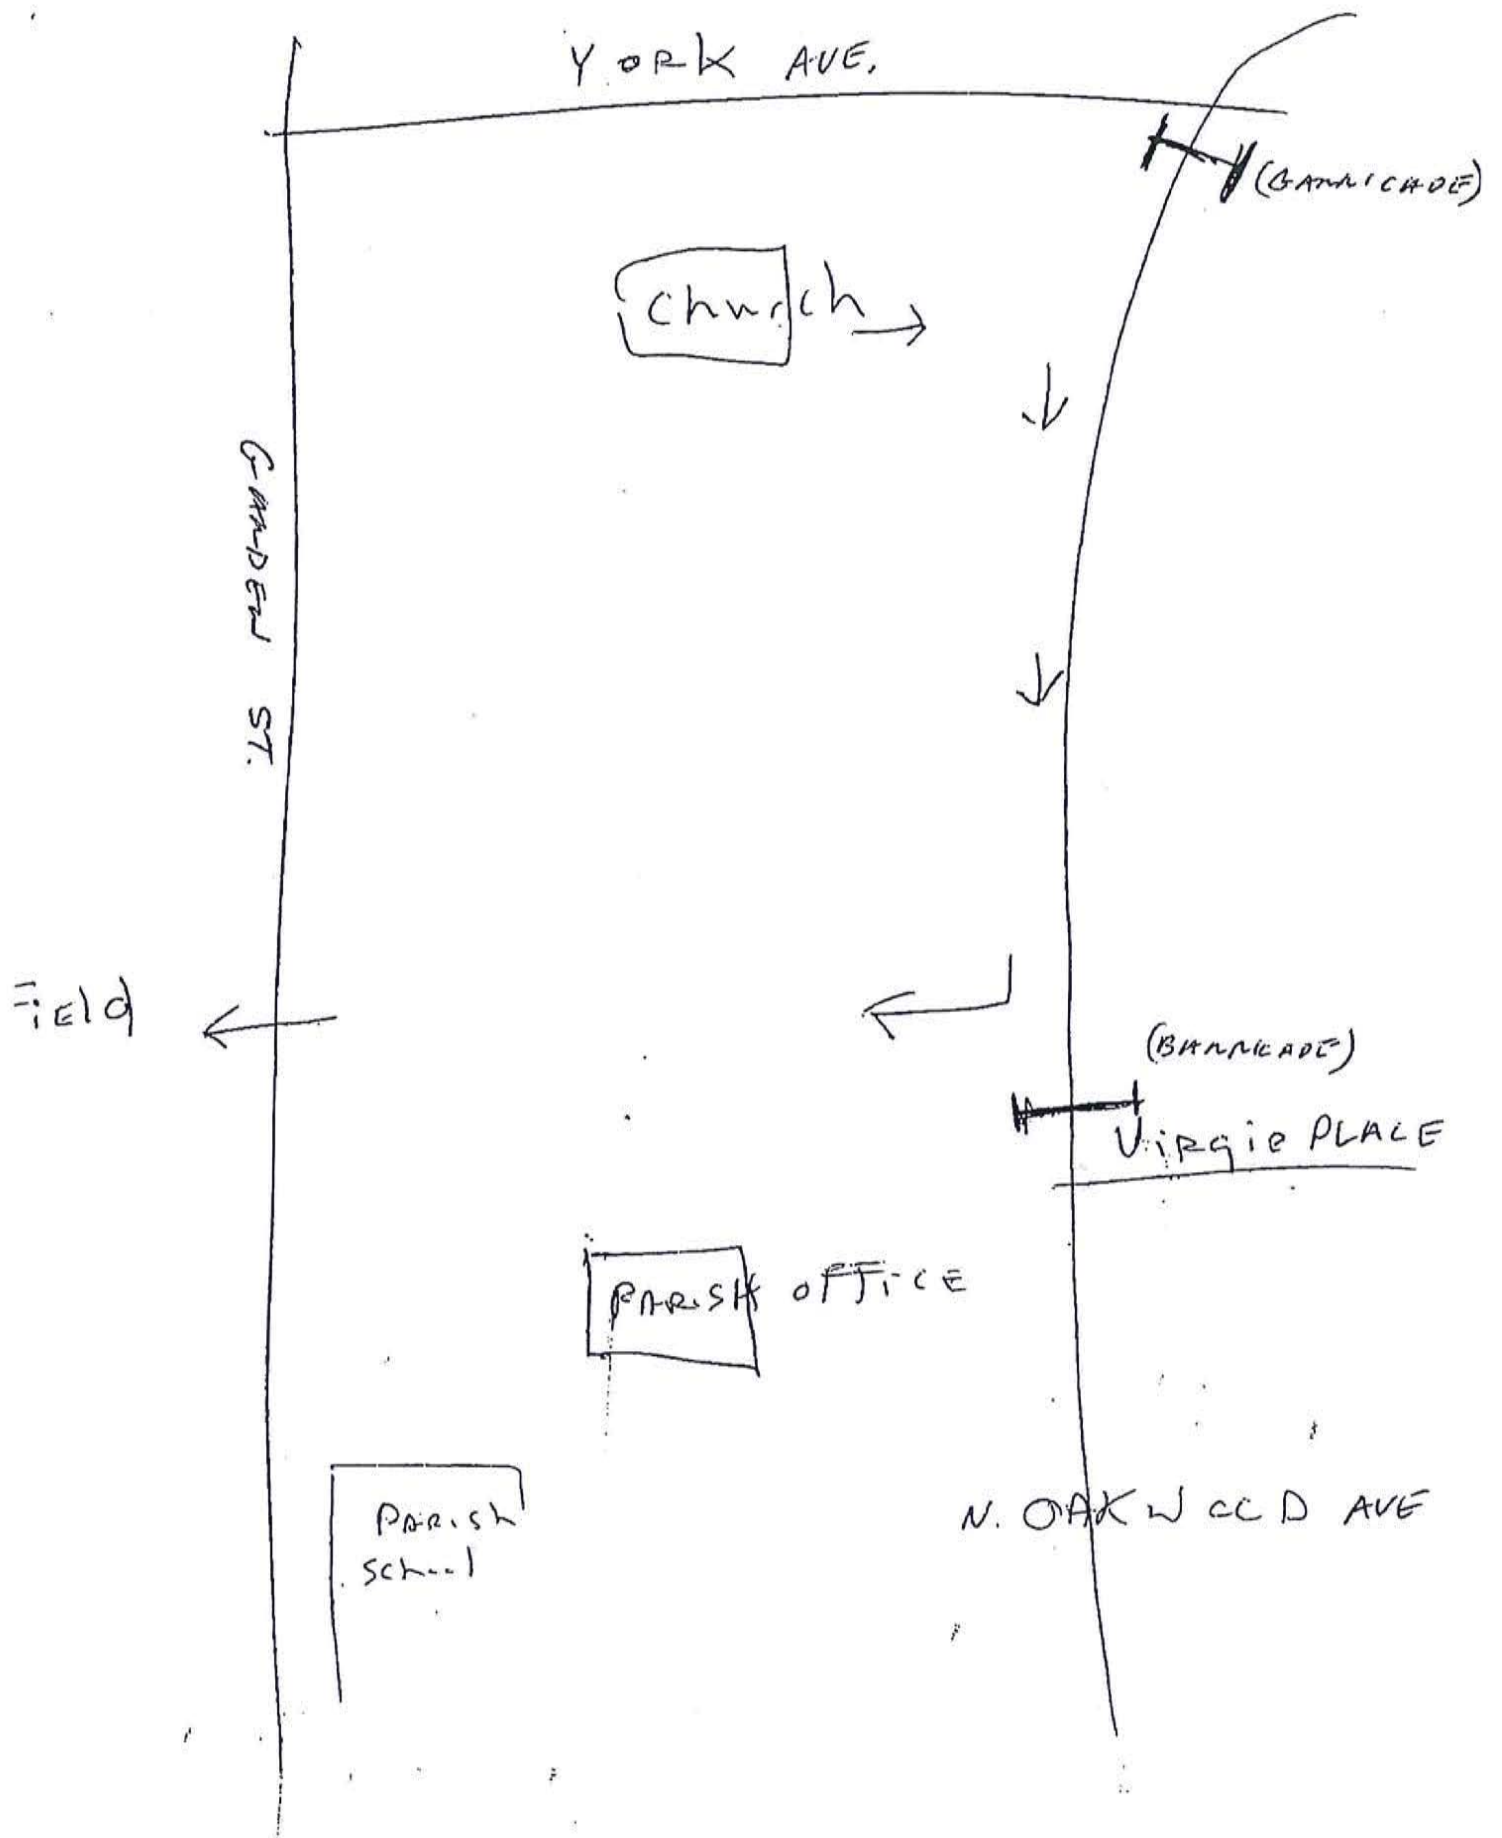 YORK AVE.
(BARRICADE)
Church
GARDEN ST.
FiEld
(BARRICADE)
ViRgie PLACE
PARISH OFFICE
N. OAKWOOD AVE
PARISh
School